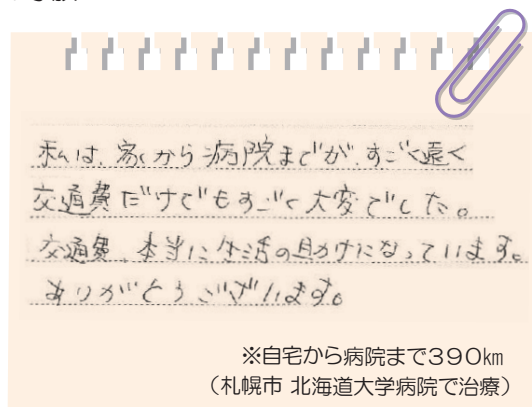 私は、家から病院までが、すごく遠く
交通費だけでもすごく大変でした。
交通費、本当に生活の助けになっています。
ありがとうございます。
※自宅から病院まで390㎞
（札幌市 北海道大学病院で治療）